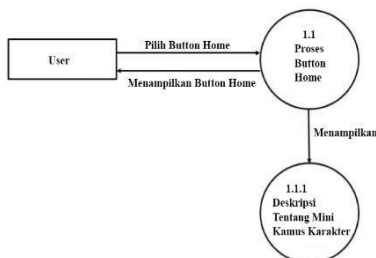 Pilih Button Home
User
Menampilkan Button Home
1.1
Proses
Button
Home
Menampilkan
1.1.1
Deskripsi
Tentang Mini
Kamus Karakter